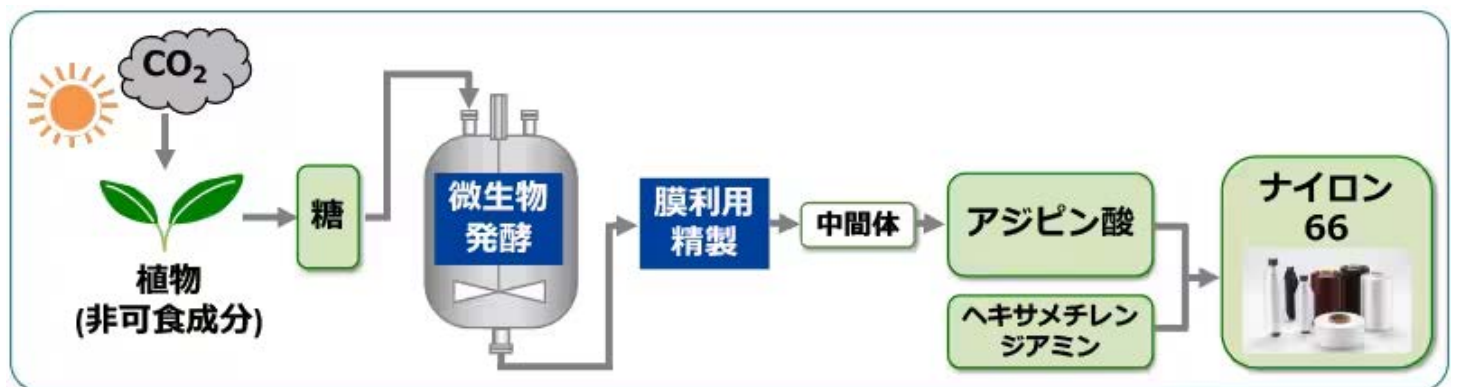 CO₂
植物
(非可食成分)
糖
微生物
発酵
膜利用
精製
中間体
アジピン酸
ヘキサメチレン
ジアミン
ナイロン
66